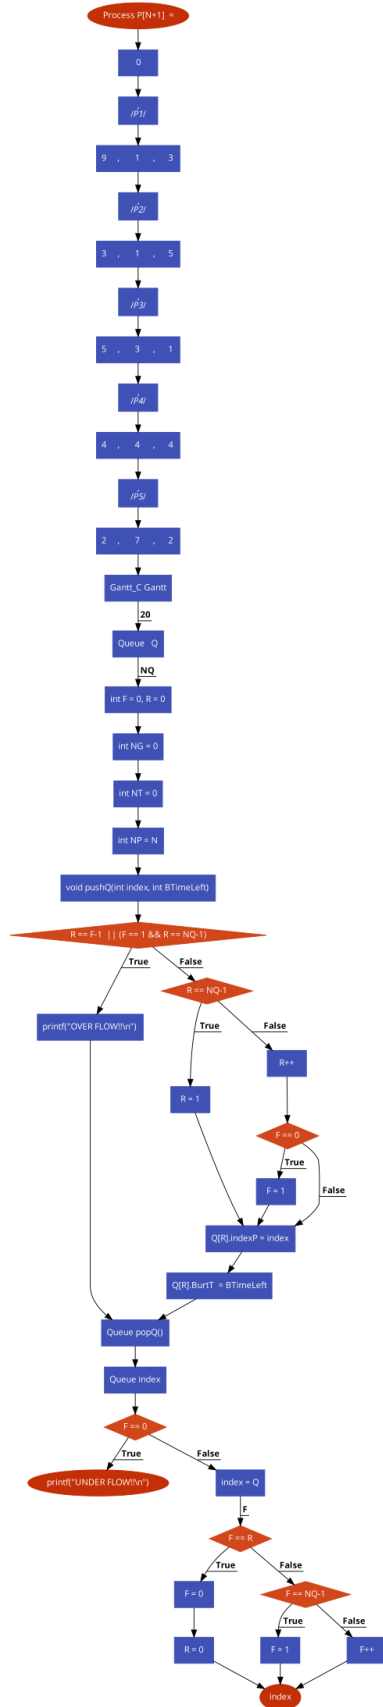 Process P[N+1] =
0
,
/P1/
9 , 1 , 3
,
/P2/
3 , 1 , 5
,
/P3/
5 , 3 , 1
,
/P4/
4 , 4 , 4
,
/P5/
2 , 7 , 2
Gantt_C Gantt
20
Queue Q
NQ
int F = 0, R = 0
int NG = 0
int NT = 0
int NP = N
void pushQ(int index, int BTimeLeft)
R == F-1 || (F == 1 && R == NQ-1)
True
False
R == NQ-1
printf("OVER FLOW!!\n")
True
False
R++
R = 1
F == 0
True
F = 1
False
Q[R].indexP = index
Q[R].BurtT = BTimeLeft
Queue popQ()
Queue index
F == 0
True
False
printf("UNDER FLOW!!\n")
index = Q
F
F == R
True
False
F = 0
F == NQ-1
True
False
R = 0
F = 1
F++
index